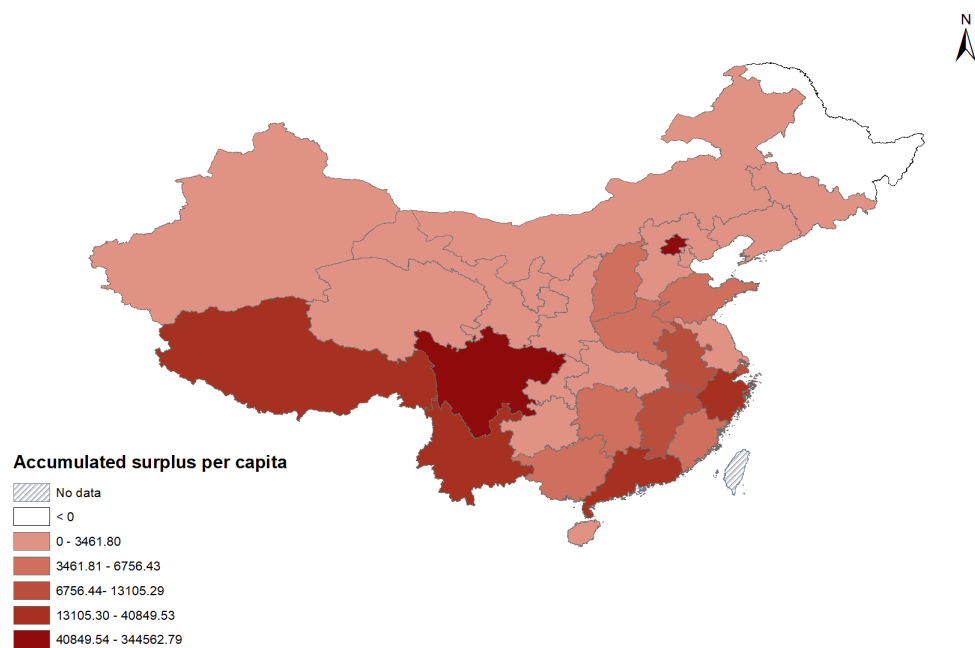 N
Accumulated surplus per capita
No data
< 0
0 - 3461.80
3461.81 - 6756.43
6756.44- 13105.29
13105.30 - 40849.53
40849.54 - 344562.79